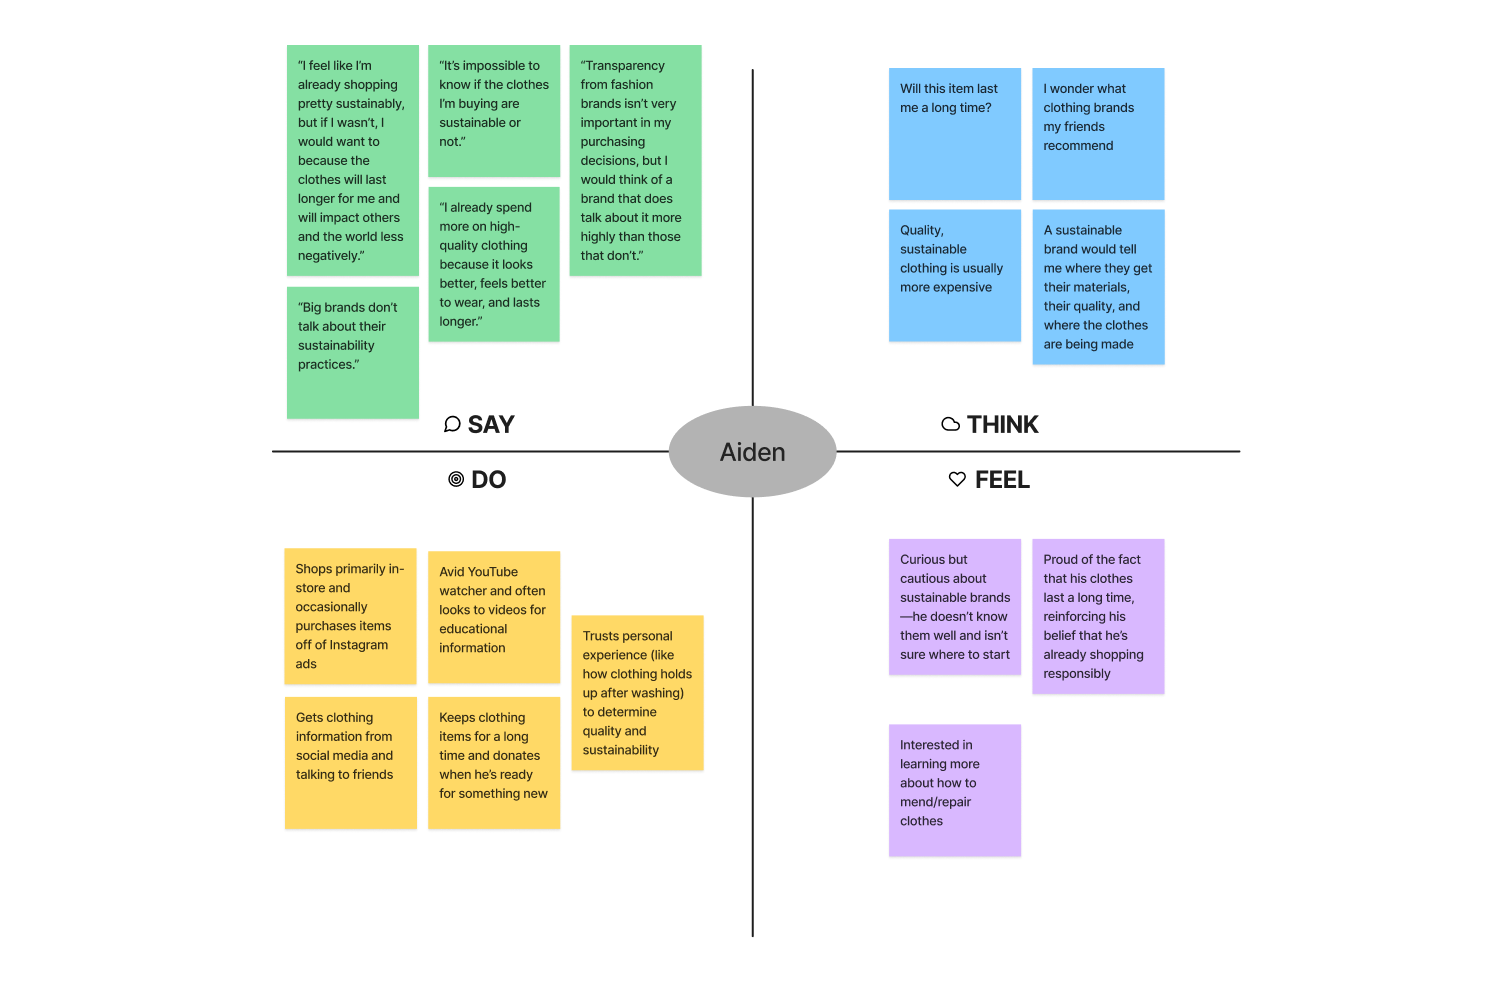 “I feel like I’m
already shopping
pretty sustainably,
but if I wasn’t, I
would want to
because the
clothes will last
longer for me and
will impact others
and the world less
negatively.”
“It’s impossible to
know if the clothes
I’m buying are
sustainable or
not.”
“Transparency
from fashion
brands isn’t very
important in my
purchasing
decisions, but I
would think of a
brand that does
talk about it more
highly than those
that don’t.”
“I already spend
more on high-
quality clothing
because it looks
better, feels better
to wear, and lasts
longer.”
“Big brands don’t
talk about their
sustainability
practices.”
SAY
Will this item last
me a long time?
I wonder what
clothing brands
my friends
recommend
Quality,
sustainable
clothing is usually
more expensive
A sustainable
brand would tell
me where they get
their materials,
their quality, and
where the clothes
are being made
THINK
Aiden
DO
Shops primarily in-
store and
occasionally
purchases items
off of Instagram
ads
Avid YouTube
watcher and often
looks to videos for
educational
information
Trusts personal
experience (like
how clothing holds
up after washing)
to determine
quality and
sustainability
Gets clothing
information from
social media and
talking to friends
Keeps clothing
items for a long
time and donates
when he’s ready
for something new
FEEL
Curious but
cautious about
sustainable brands
—he doesn’t know
them well and isn’t
sure where to start
Proud of the fact
that his clothes
last a long time,
reinforcing his
belief that he’s
already shopping
responsibly
Interested in
learning more
about how to
mend/repair
clothes